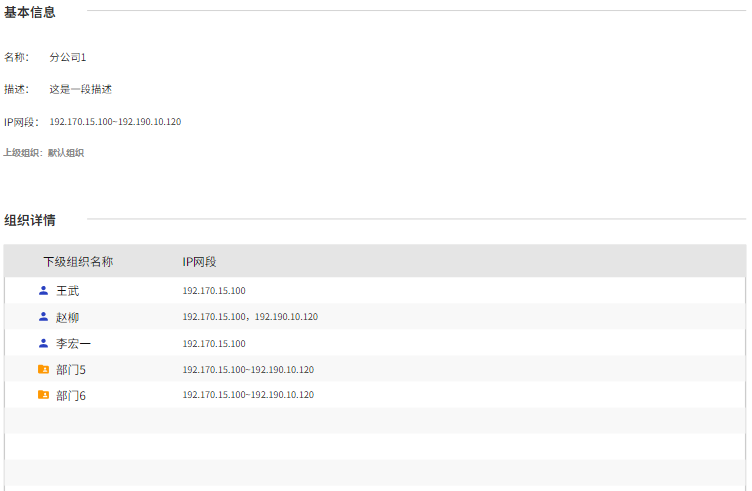 基本信息
名称： 分公司1
描述： 这是一段描述
IP网段： 192.170.15.100~192.190.10.120
上级组织： 默认组织
组织详情
下级组织名称 IP网段
王武 192.170.15.100
赵柳 192.170.15.100，192.190.10.120
李宏一 192.170.15.100
部门5 192.170.15.100~192.190.10.120
部门6 192.170.15.100~192.190.10.120